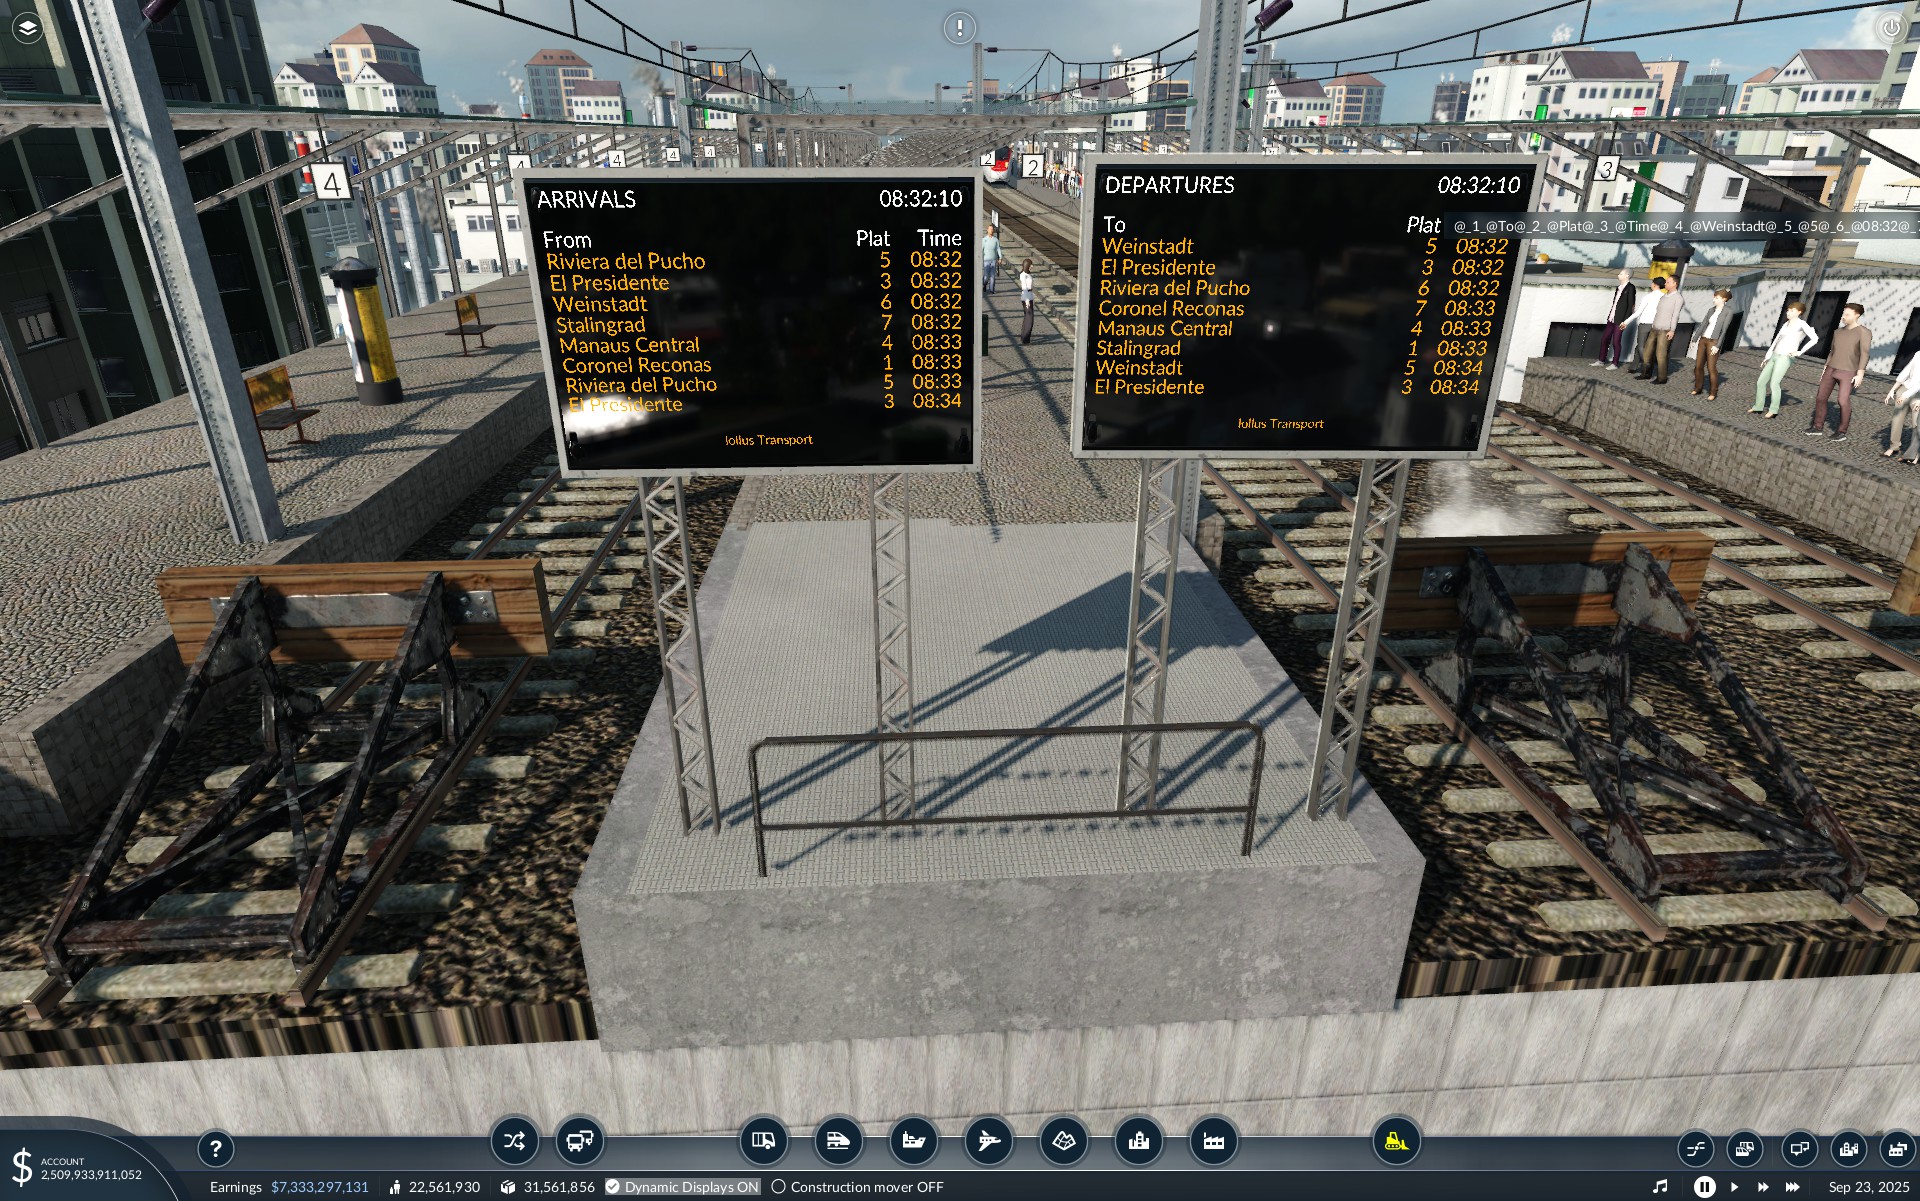 4
4
4
4
4
2
2
3
ARRIVALS 08:32:10
From Plat Time
Riviera del Pucho 5 08:32
El Presidente 3 08:32
Weinstadt 6 08:32
Stalingrad 7 08:32
Manaus Central 4 08:33
Coronel Reconas 1 08:33
Riviera del Pucho 5 08:33
El Presidente 3 08:34
Iollus Transport
DEPARTURES 08:32:10
To Plat
Weinstadt 5 08:32
El Presidente 3 08:32
Riviera del Pucho 6 08:32
Coronel Reconas 7 08:33
Manaus Central 4 08:33
Stalingrad 1 08:33
Weinstadt 5 08:34
El Presidente 3 08:34
Iollus Transport
@_1_@To@_2_@Plat@_3_@Time@_4_@Weinstadt@_5_@5@_6_@08:32@_
?
$ ACCOUNT
2,509,933,911,052
Earnings $7,333,297,131 22,561,930 31,561,856 Dynamic Displays ON Construction mover OFF Sep 23, 2025